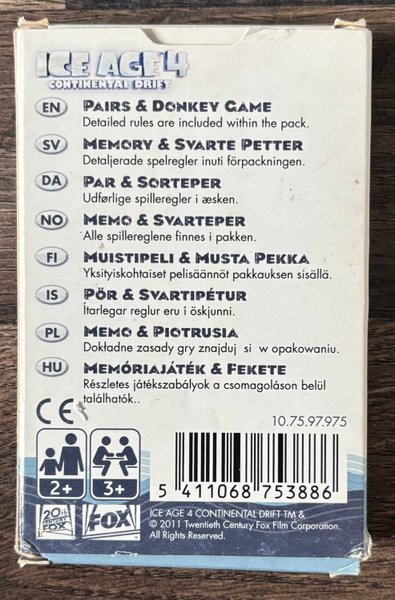 ICE AGE 4
CONTINENTAL DRIFT
EN PAIRS & DONKEY GAME
Detailed rules are included within the pack.
SV MEMORY & SVARTE PETTER
Detaljerade spelregler inuti förpackningen.
DA PAR & SORTEPER
Udførlige spilleregler i æsken.
NO MEMO & SVARTEPER
Alle spillereglene finnes i pakken.
FI MUISTIPELI & MUSTA PEKKA
Yksityiskohtaiset pelisäännöt pakkauksen sisällä.
IS PÖR & SVARTIPÉTUR
Ítarlegar reglur eru í öskjunni.
PL MEMO & PIOTRUSIA
Dokładne zasady gry znajduj si w opakowaniu.
HU MEMÓRIAJÁTÉK & FEKETE
Részletes játékszabályok a csomagoláson belül
találhatók..
CE
10.75.97.975
2+
3+
5 411068 753886
20TH CENTURY FOX
FOX
ICE AGE 4 CONTINENTAL DRIFT TM &
© 2011 Twentieth Century Fox Film Corporation.
All Rights Reserved.